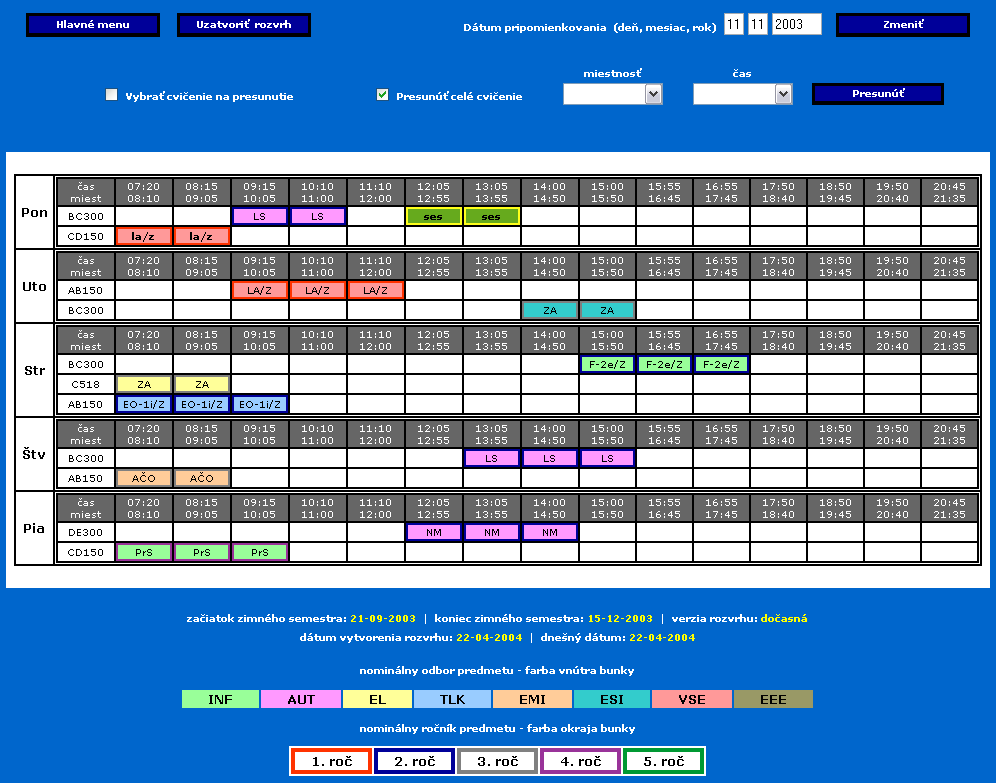 Hlavné menu Uzatvoriť rozvrh Dátum pripomienkovania (deň, mesiac, rok) 11 11 2003 Zmeniť
miestnosť čas
Vybrať cvičenie na presunutie Presunúť celé cvičenie Presunúť
Pon
čas 07:20 08:15 09:15 10:10 11:10 12:05 13:05 14:00 15:00 15:55 16:55 17:50 18:50 19:50 20:45
miest 08:10 09:05 10:05 11:00 12:00 12:55 13:55 14:50 15:50 16:45 17:45 18:40 19:45 20:40 21:35
BC300 LS LS ses ses
CD150 la/z la/z
Uto
čas 07:20 08:15 09:15 10:10 11:10 12:05 13:05 14:00 15:00 15:55 16:55 17:50 18:50 19:50 20:45
miest 08:10 09:05 10:05 11:00 12:00 12:55 13:55 14:50 15:50 16:45 17:45 18:40 19:45 20:40 21:35
AB150 LA/Z LA/Z LA/Z
BC300 ZA ZA
Str
čas 07:20 08:15 09:15 10:10 11:10 12:05 13:05 14:00 15:00 15:55 16:55 17:50 18:50 19:50 20:45
miest 08:10 09:05 10:05 11:00 12:00 12:55 13:55 14:50 15:50 16:45 17:45 18:40 19:45 20:40 21:35
BC300 F-2e/Z F-2e/Z F-2e/Z
C518 ZA ZA
AB150 EO-1i/Z EO-1i/Z EO-1i/Z
Štv
čas 07:20 08:15 09:15 10:10 11:10 12:05 13:05 14:00 15:00 15:55 16:55 17:50 18:50 19:50 20:45
miest 08:10 09:05 10:05 11:00 12:00 12:55 13:55 14:50 15:50 16:45 17:45 18:40 19:45 20:40 21:35
BC300 LS LS LS
AB150 AČO AČO
Pia
čas 07:20 08:15 09:15 10:10 11:10 12:05 13:05 14:00 15:00 15:55 16:55 17:50 18:50 19:50 20:45
miest 08:10 09:05 10:05 11:00 12:00 12:55 13:55 14:50 15:50 16:45 17:45 18:40 19:45 20:40 21:35
DE300 NM NM NM
CD150 PrS PrS PrS
začiatok zimného semestra: 21-09-2003 | koniec zimného semestra: 15-12-2003 | verzia rozvrhu: dočasná
dátum vytvorenia rozvrhu: 22-04-2004 | dnešný dátum: 22-04-2004
nominálny odbor predmetu - farba vnútra bunky
INF AUT EL TLK EMI ESI VSE EEE
nominálny ročník predmetu - farba okraja bunky
1. roč 2. roč 3. roč 4. roč 5. roč